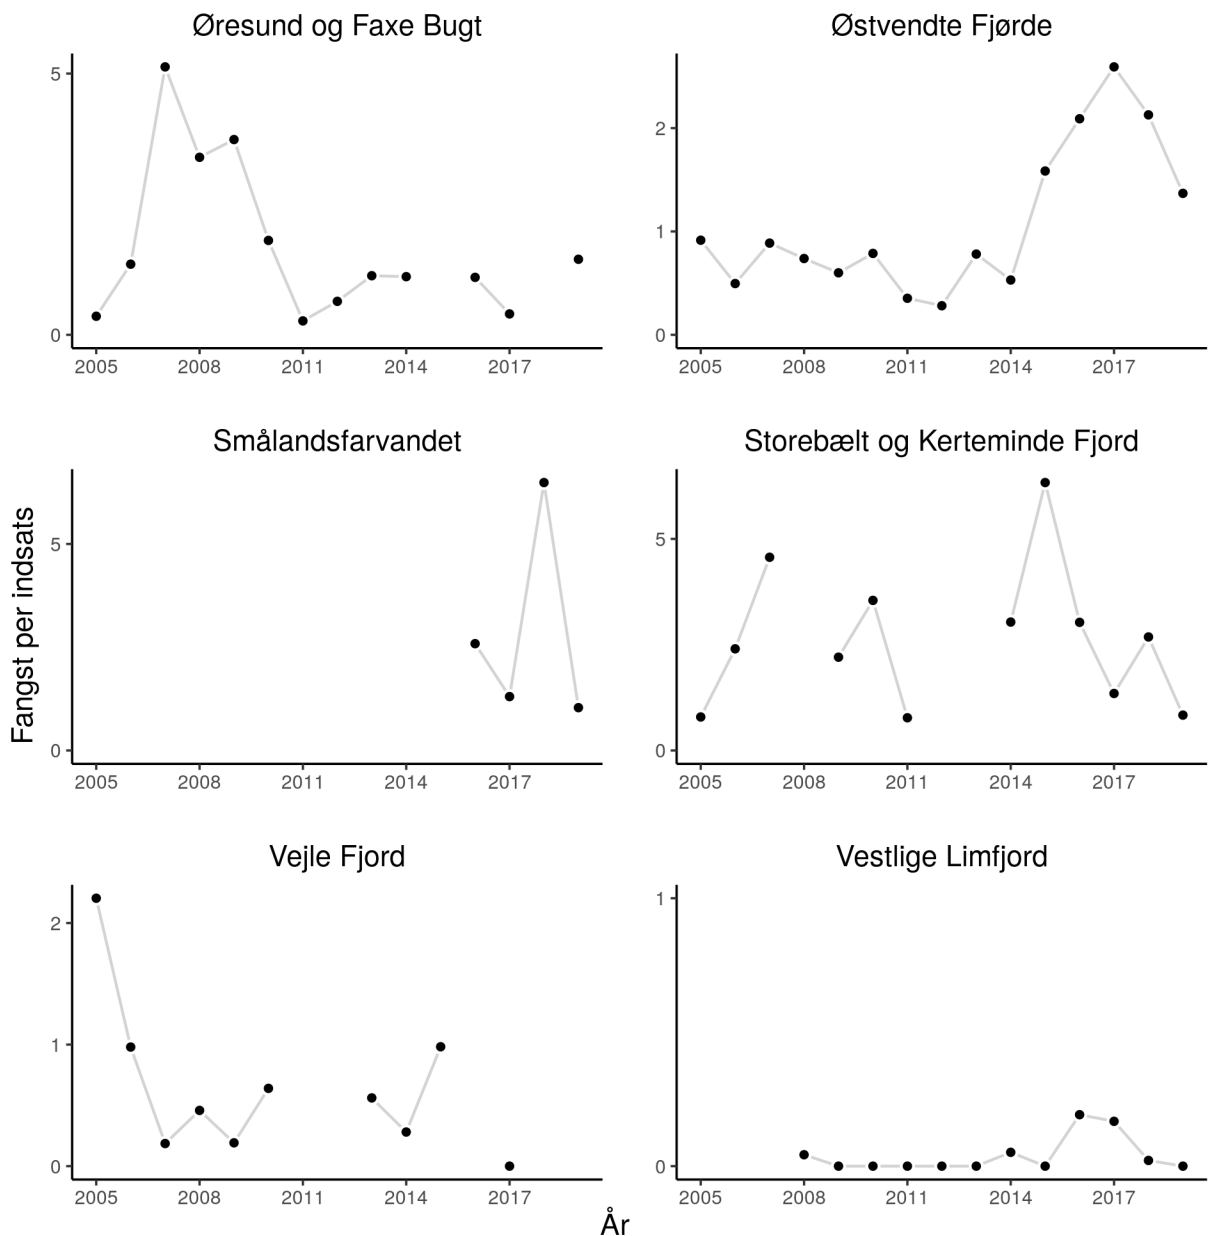 Øresund og Faxe Bugt
Østvendte Fjørde
5
0
2005 2008 2011 2014 2017
2
1
0
2005 2008 2011 2014 2017
Smålandsfarvandet
Storebælt og Kerteminde Fjord
Fangst per indsats
5
0
2005 2008 2011 2014 2017
5
0
2005 2008 2011 2014 2017
Vejle Fjord
Vestlige Limfjord
2
1
0
2005 2008 2011 2014 2017
1
0
2005 2008 2011 2014 2017
År